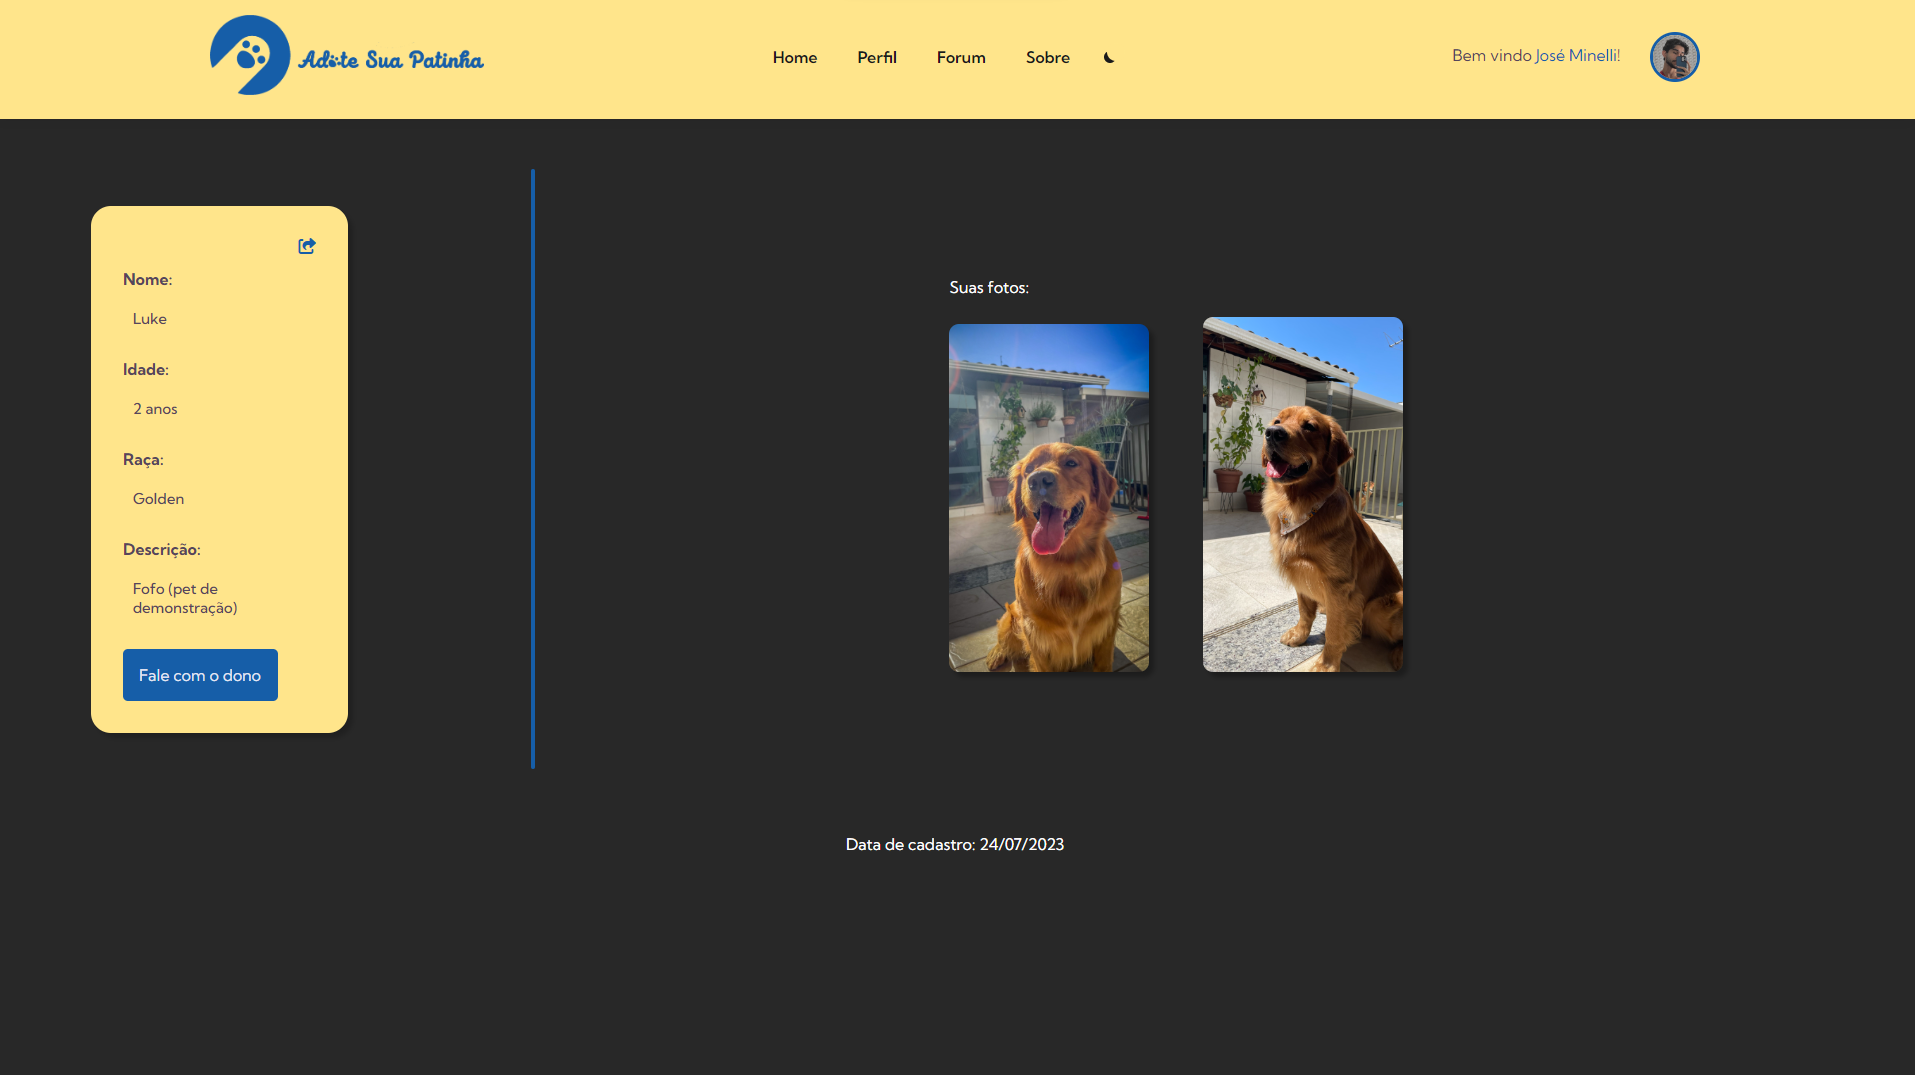 Adote Sua Patinha
Home Perfil Forum Sobre
Bem vindo José Minelli!
Nome:
Luke
Idade:
2 anos
Raça:
Golden
Descrição:
Fofo (pet de
demonstração)
Fale com o dono
Suas fotos:
Data de cadastro: 24/07/2023